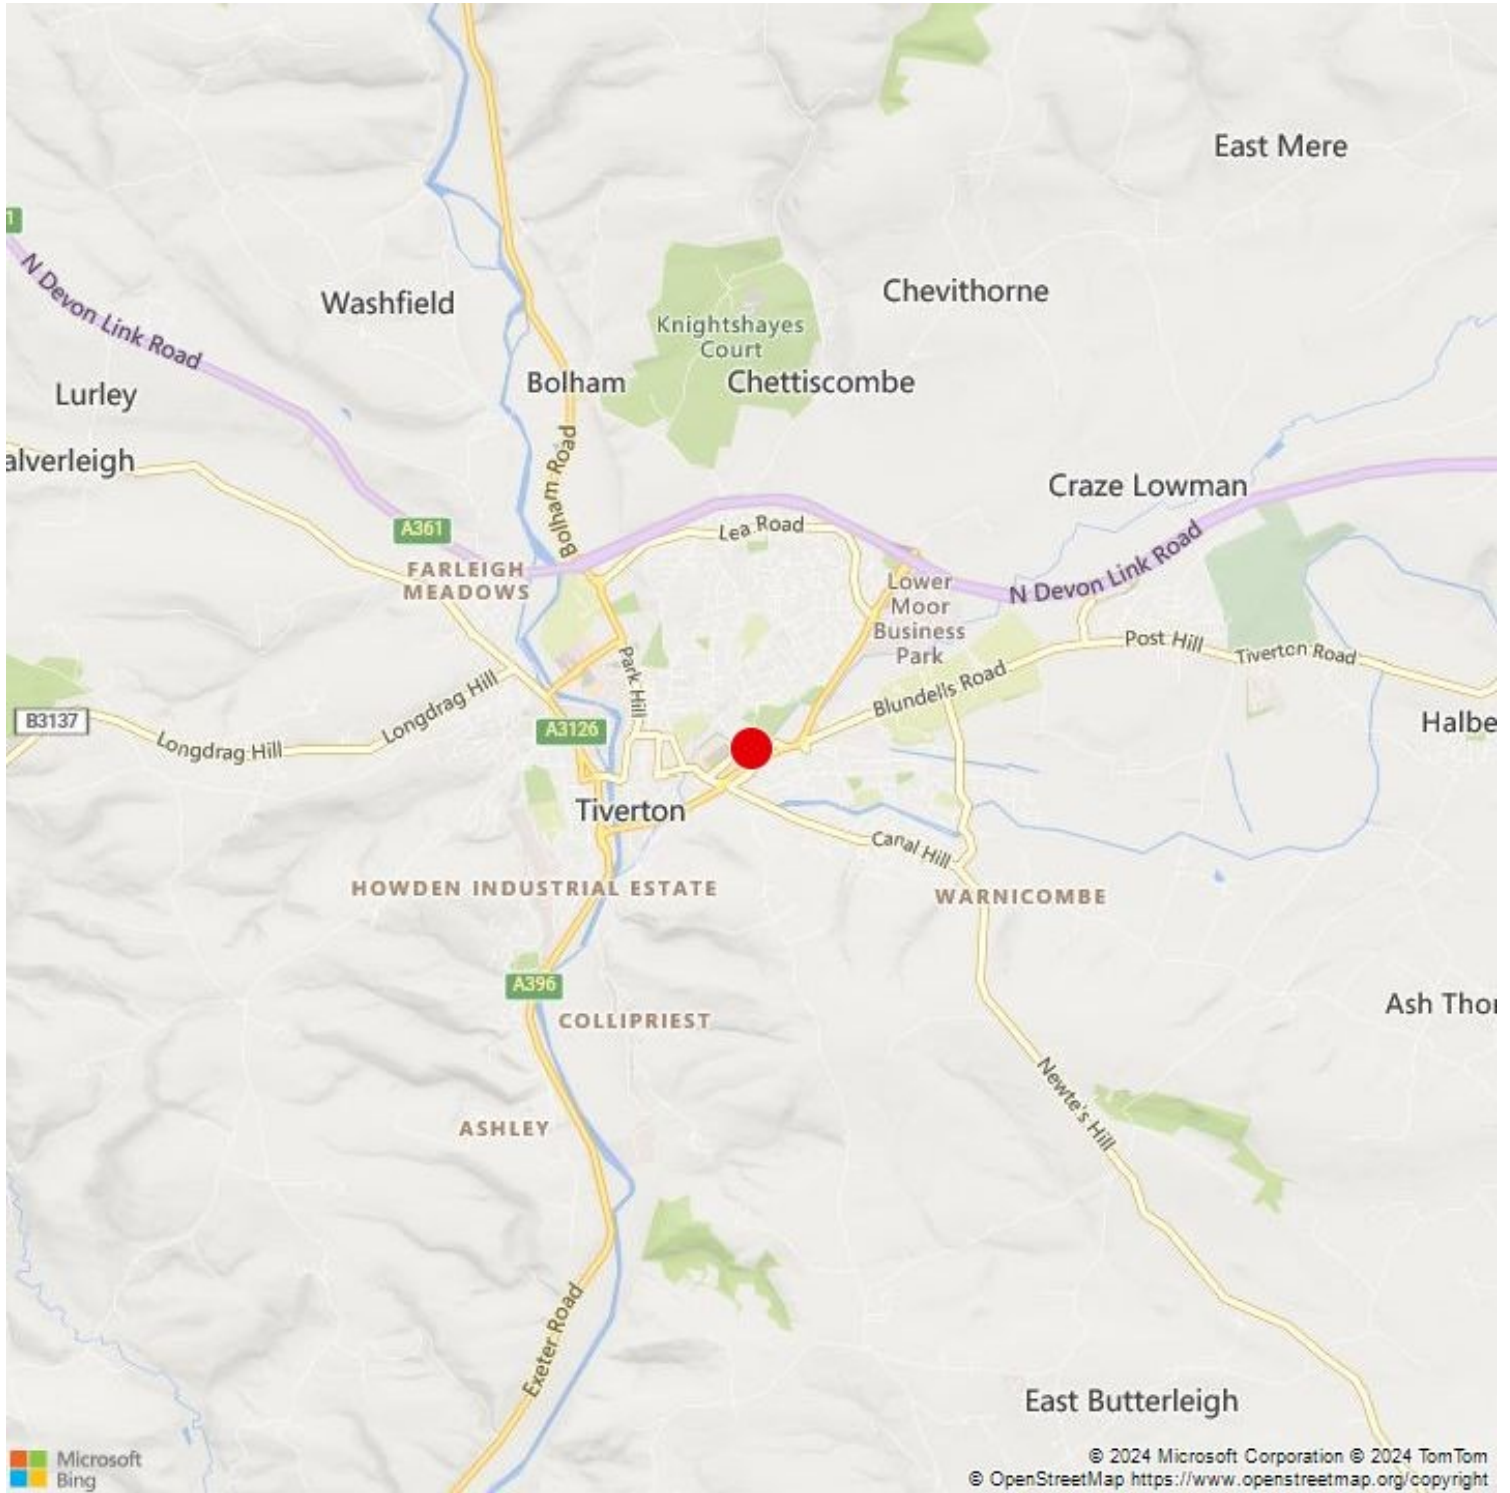 East Mere
1
N Devon Link Road
Washfield
Chevithorne
Knightshayes
Court
Bolham
Chettiscombe
Lurley
Bolham Road
alverleigh
Craze Lowman
A361
Lea Road
N Devon Link Road
FARLEIGH
MEADOWS
Lower
Moor
Business
Park
Park Hill
Post Hill
Tiverton Road
Blundells Road
Longdrag Hill
B3137
Longdrag Hill
A3126
Halbe
Tiverton
Canal Hill
HOWDEN INDUSTRIAL ESTATE
WARNICOMBE
A396
Ash Thor
COLLIPRIEST
Newte's Hill
ASHLEY
Exeter Road
East Butterleigh
Microsoft
Bing
© 2024 Microsoft Corporation © 2024 TomTom
© OpenStreetMap https://www.openstreetmap.org/copyright